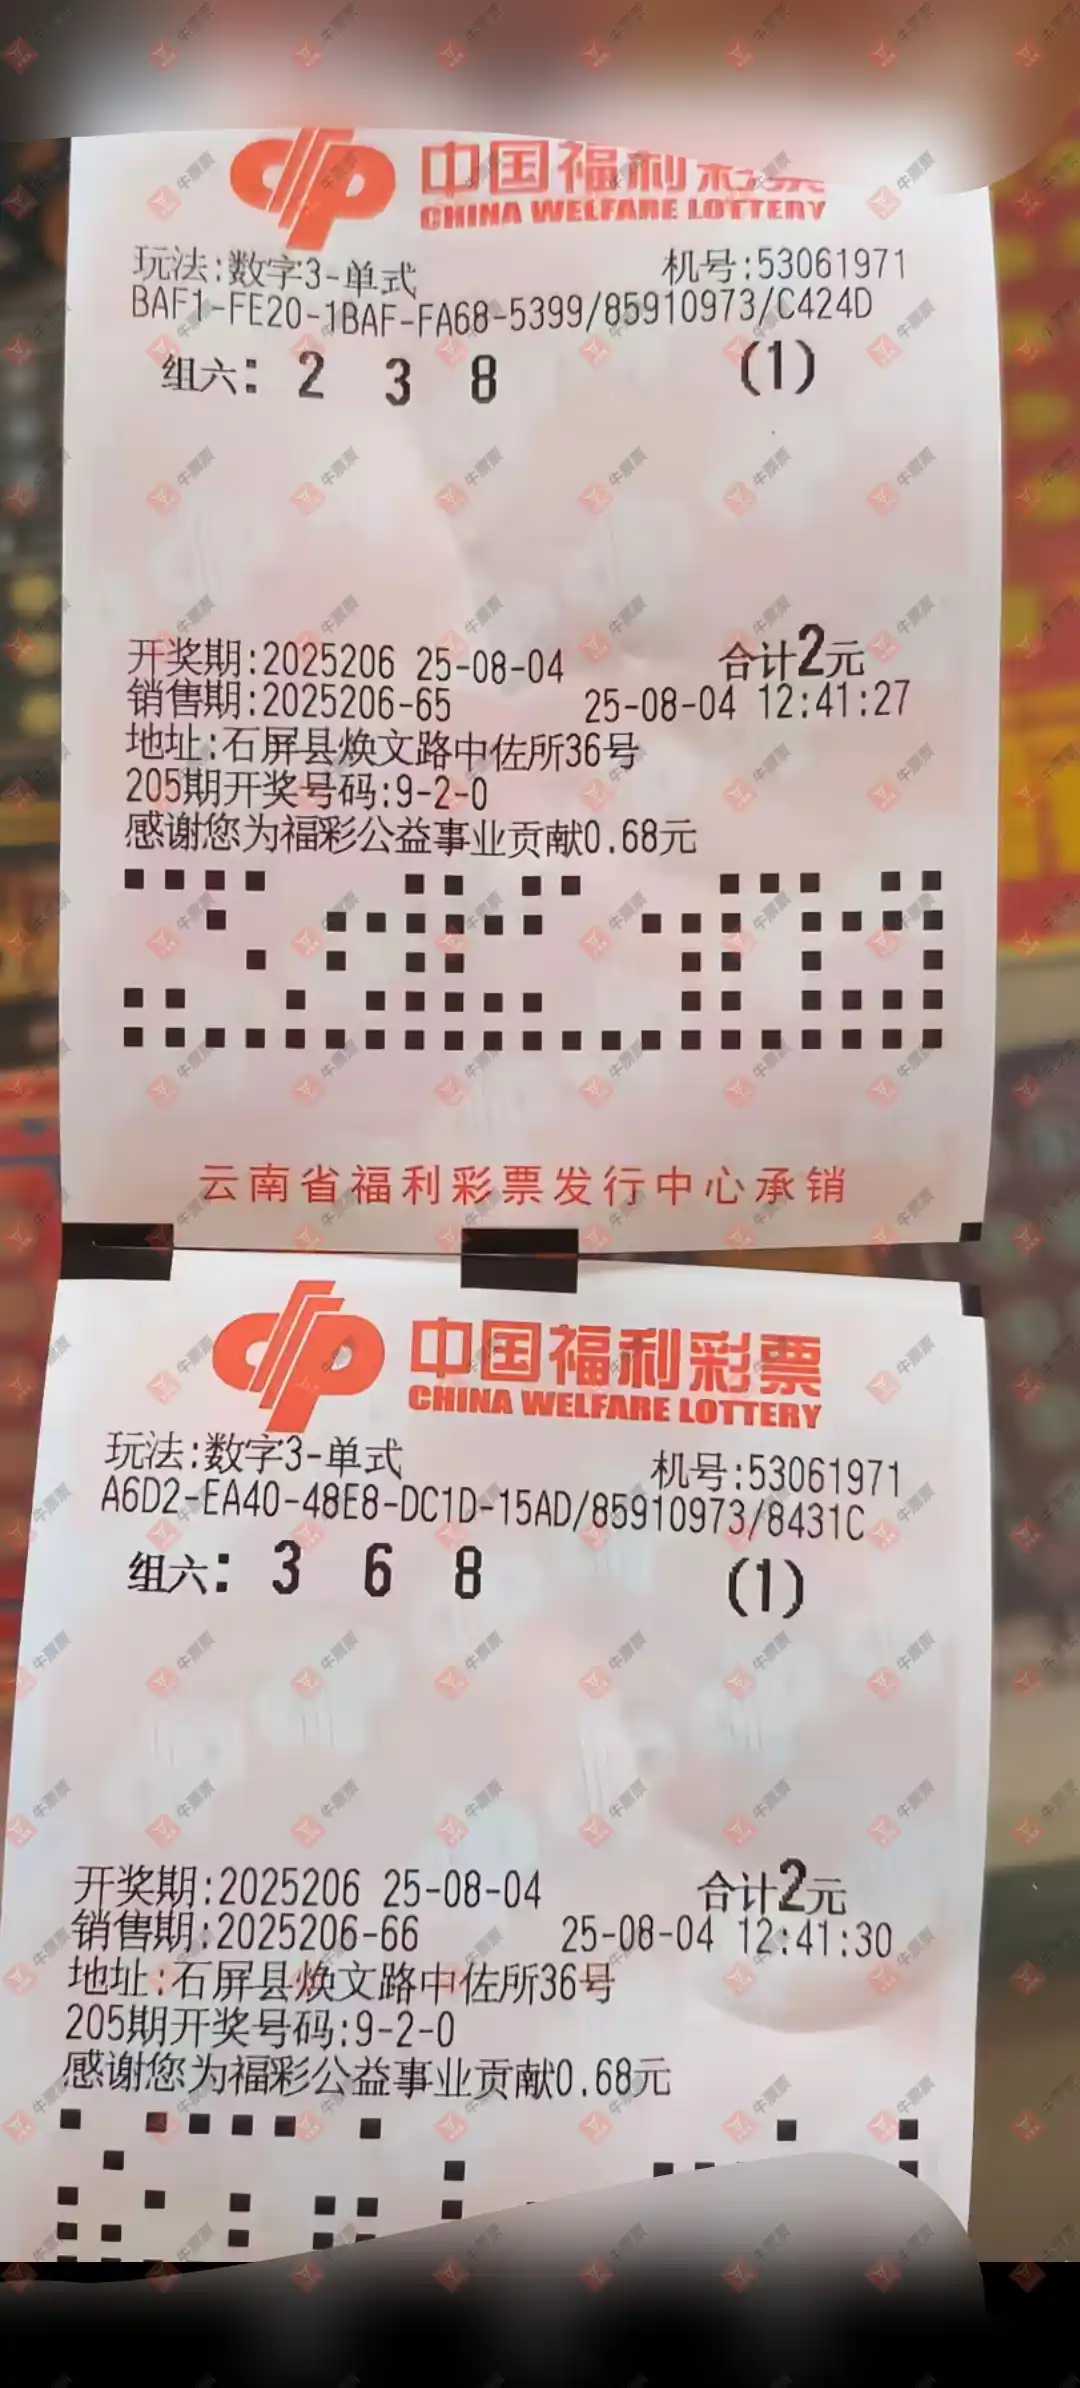 中国福利彩票
CHINA WELFARE LOTTERY
玩法:数字3-单式 机号:53061971
BAF1-FE20-1BAF-FA68-5399/85910973/C424D
组六: 2 3 8 (1)
开奖期:2025206 25-08-04 合计2元
销售期:2025206-65 25-08-04 12:41:27
地址:石屏县焕文路中佐所36号
205期开奖号码:9-2-0
感谢您为福彩公益事业贡献0.68元
云南省福利彩票发行中心承销
中国福利彩票
CHINA WELFARE LOTTERY
玩法:数字3-单式 机号:53061971
A6D2-EA40-48E8-DC1D-15AD/85910973/8431C
组六: 3 6 8 (1)
开奖期:2025206 25-08-04 合计2元
销售期:2025206-66 25-08-04 12:41:30
地址:石屏县焕文路中佐所36号
205期开奖号码:9-2-0
感谢您为福彩公益事业贡献0.68元
牛票票